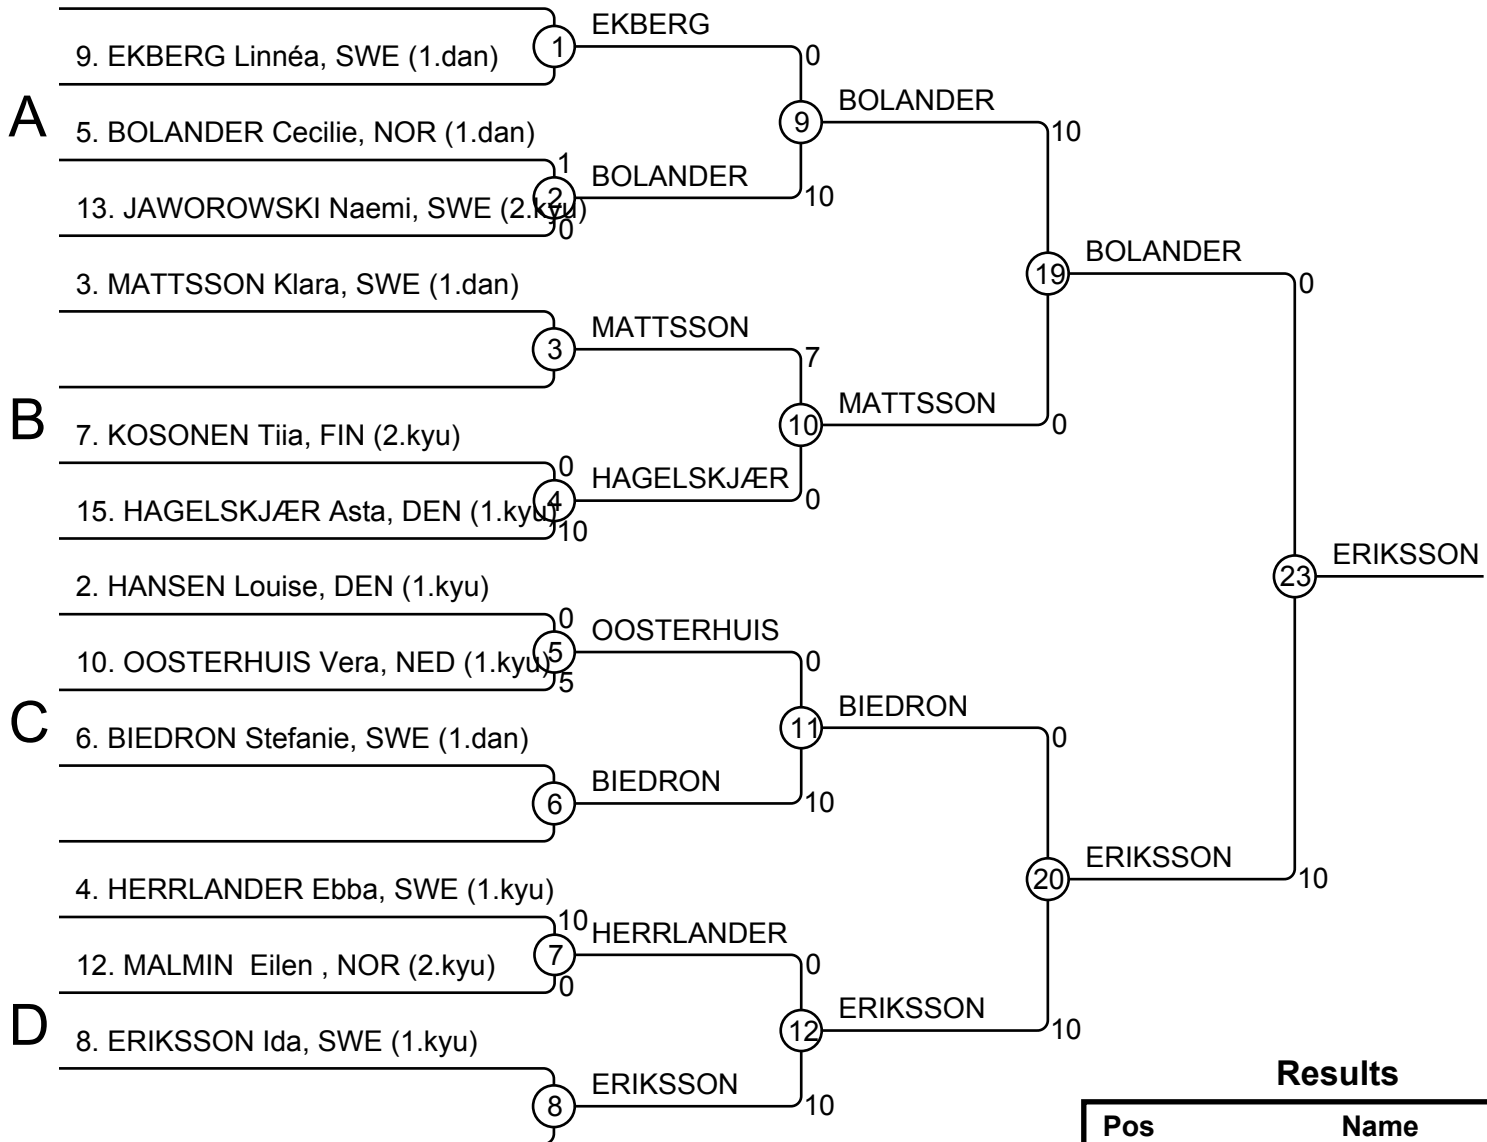 EKBERG
9. EKBERG Linnéa, SWE (1.dan)
1
0
A
BOLANDER
9
5. BOLANDER Cecilie, NOR (1.dan)
10
1
BOLANDER
2
10
13. JAWOROWSKI Naemi, SWE (2.kyu)
0
BOLANDER
19
3. MATTSSON Klara, SWE (1.dan)
0
MATTSSON
3
7
MATTSSON
B
10
0
7. KOSONEN Tiia, FIN (2.kyu)
0
HAGELSKJÆR
4
0
15. HAGELSKJÆR Asta, DEN (1.kyu)
10
ERIKSSON
23
2. HANSEN Louise, DEN (1.kyu)
0
OOSTERHUIS
5
0
10. OOSTERHUIS Vera, NED (1.kyu)
5
BIEDRON
C
11
6. BIEDRON Stefanie, SWE (1.dan)
0
BIEDRON
6
10
ERIKSSON
20
10
4. HERRLANDER Ebba, SWE (1.kyu)
10
HERRLANDER
7
0
12. MALMIN Eilen , NOR (2.kyu)
0
ERIKSSON
D
12
10
8. ERIKSSON Ida, SWE (1.kyu)
ERIKSSON
8
10
Results
Pos Name